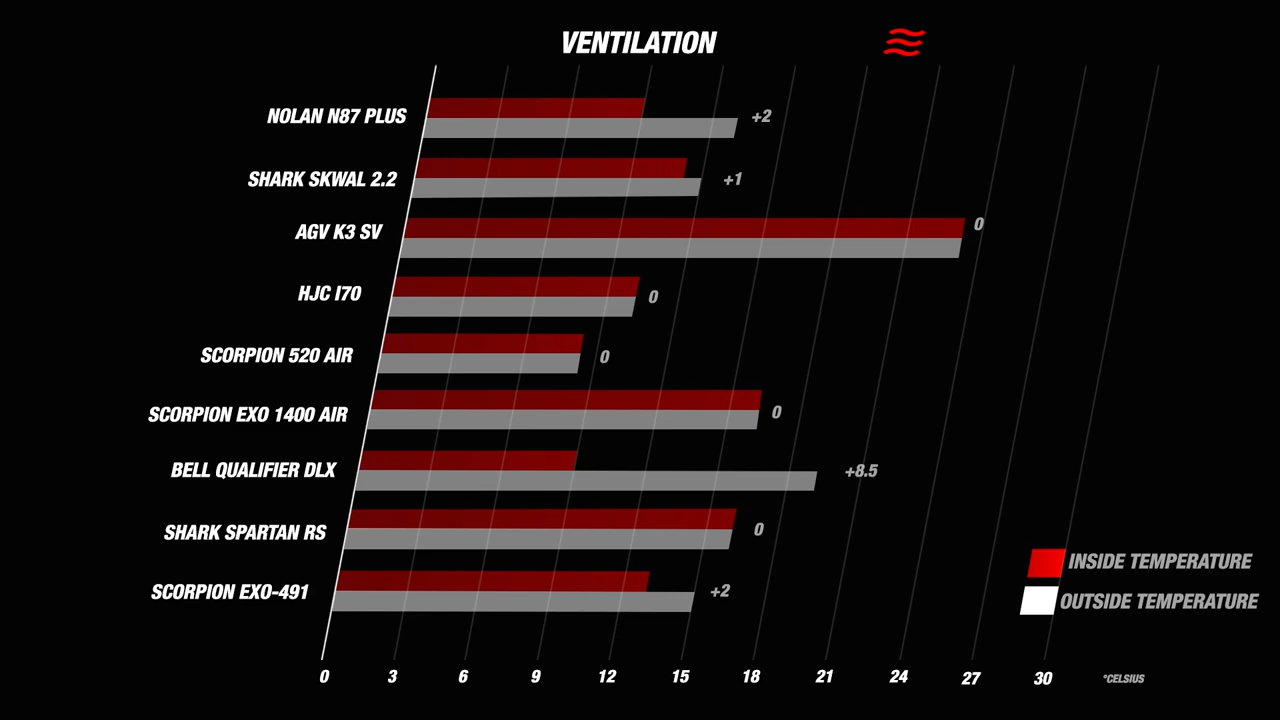 VENTILATION
NOLAN N87 PLUS
+2
SHARK SKWAL 2.2
+1
AGV K3 SV
0
HJC I70
0
SCORPION 520 AIR
0
SCORPION EXO 1400 AIR
0
BELL QUALIFIER DLX
+8.5
SHARK SPARTAN RS
0
SCORPION EXO-491
+2
INSIDE TEMPERATURE
OUTSIDE TEMPERATURE
0 3 6 9 12 15 18 21 24 27 30 °CELSIUS